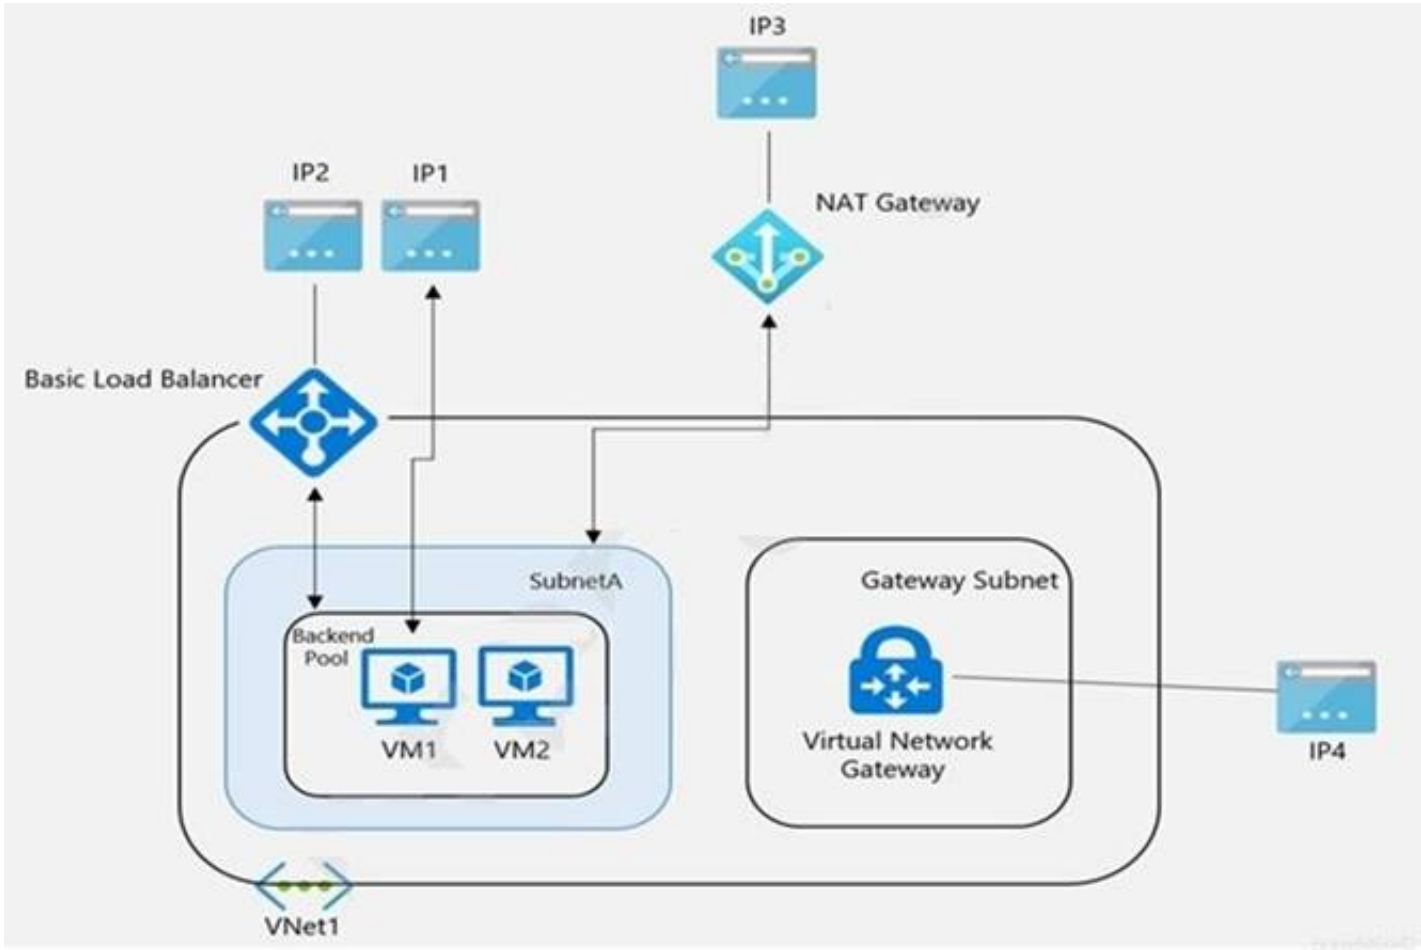 IP3
NAT Gateway
IP2
IP1
Basic Load Balancer
SubnetA
Gateway Subnet
Backend
Pool
VM1
VM2
Virtual Network
Gateway
IP4
VNet1